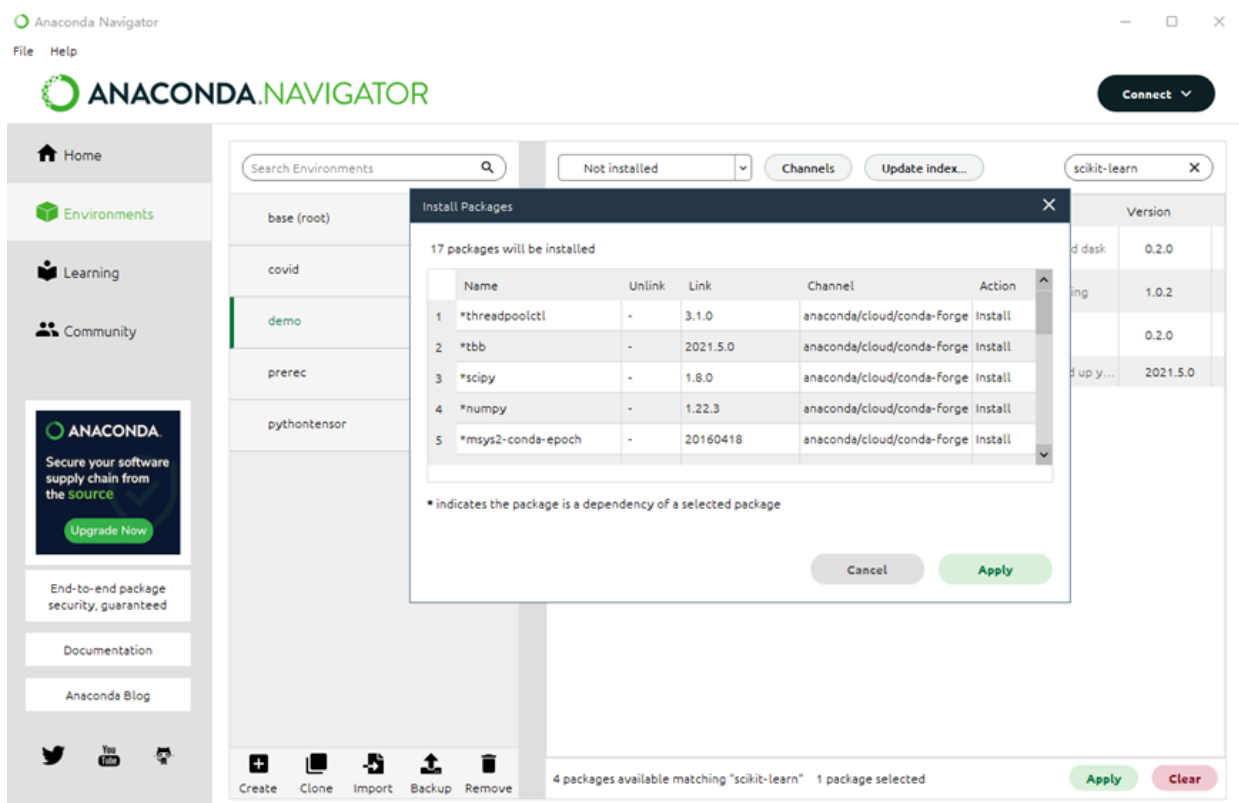 Anaconda Navigator
File Help
ANACONDA.NAVIGATOR
Connect
Home
Environments
Learning
Community
ANACONDA.
Secure your software
supply chain from
the source
Upgrade Now
End-to-end package
security, guaranteed
Documentation
Anaconda Blog
You
Tube
Search Environments
base (root)
covid
demo
prerec
pythontensor
Create Clone Import Backup Remove
Not installed Channels Update index... scikit-learn X
Version
d dask 0.2.0
ing 1.0.2
0.2.0
d up y... 2021.5.0
Install Packages
17 packages will be installed
Name Unlink Link Channel Action
1 *threadpoolctl - 3.1.0 anaconda/cloud/conda-forge Install
2 *tbb - 2021.5.0 anaconda/cloud/conda-forge Install
3 *scipy - 1.8.0 anaconda/cloud/conda-forge Install
4 *numpy - 1.22.3 anaconda/cloud/conda-forge Install
5 *msys2-conda-epoch - 20160418 anaconda/cloud/conda-forge Install
* indicates the package is a dependency of a selected package
Cancel Apply
4 packages available matching "scikit-learn" 1 package selected Apply Clear